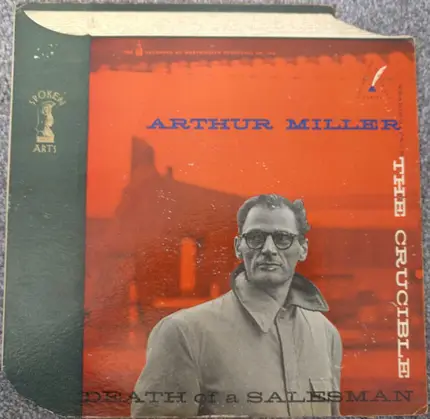 SPOKEN
ARTS
ARTHUR MILLER
THE CRUCIBLE
DEATH of a SALESMAN